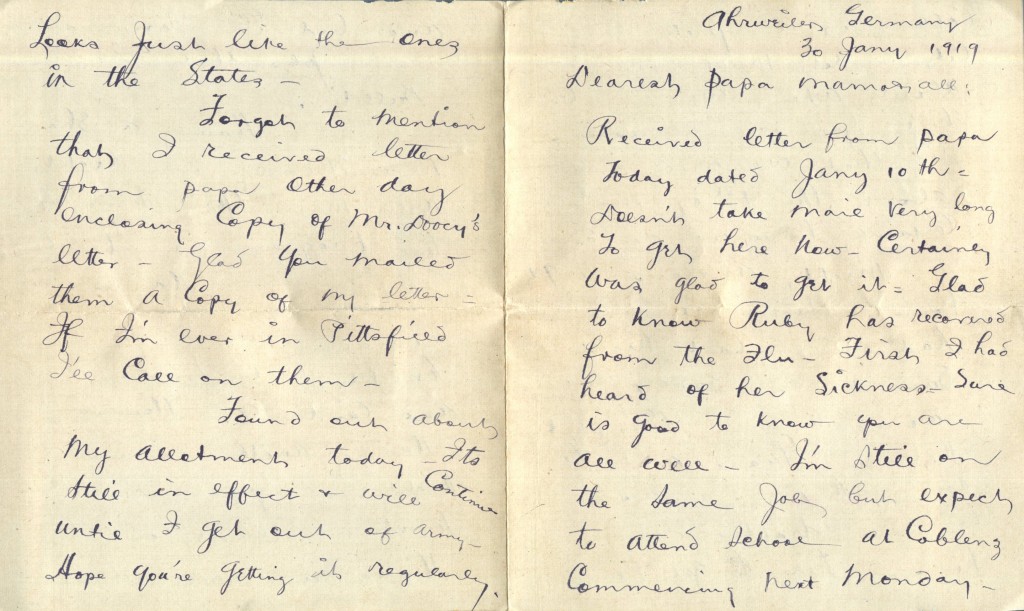 Looks Just like the ones
in the States -
Forgot to mention
that I received letter
from papa other day
enclosing Copy of Mr. Doocy's
letter - Glad you mailed
them a Copy of my letter =
If I'm ever in Pittsfield
I'll Call on them -
Found out about
My allotment today - Its
still in effect & will Continue
until I get out of army -
Hope you're getting it regularly.
Ahrweiler, Germany
30 Jany 1919
Dearest papa mama & all:
Received letter from papa
Today dated Jany 10th =
Doesn't take mail very long
To get here now - Certainly
was glad to get it = Glad
to know Ruby has recovered
from the Flu - First I had
heard of her Sickness - Sure
is good to know you are
all well - I'm still on
the same Job but expect
to attend school at Coblenz
Commencing next Monday -